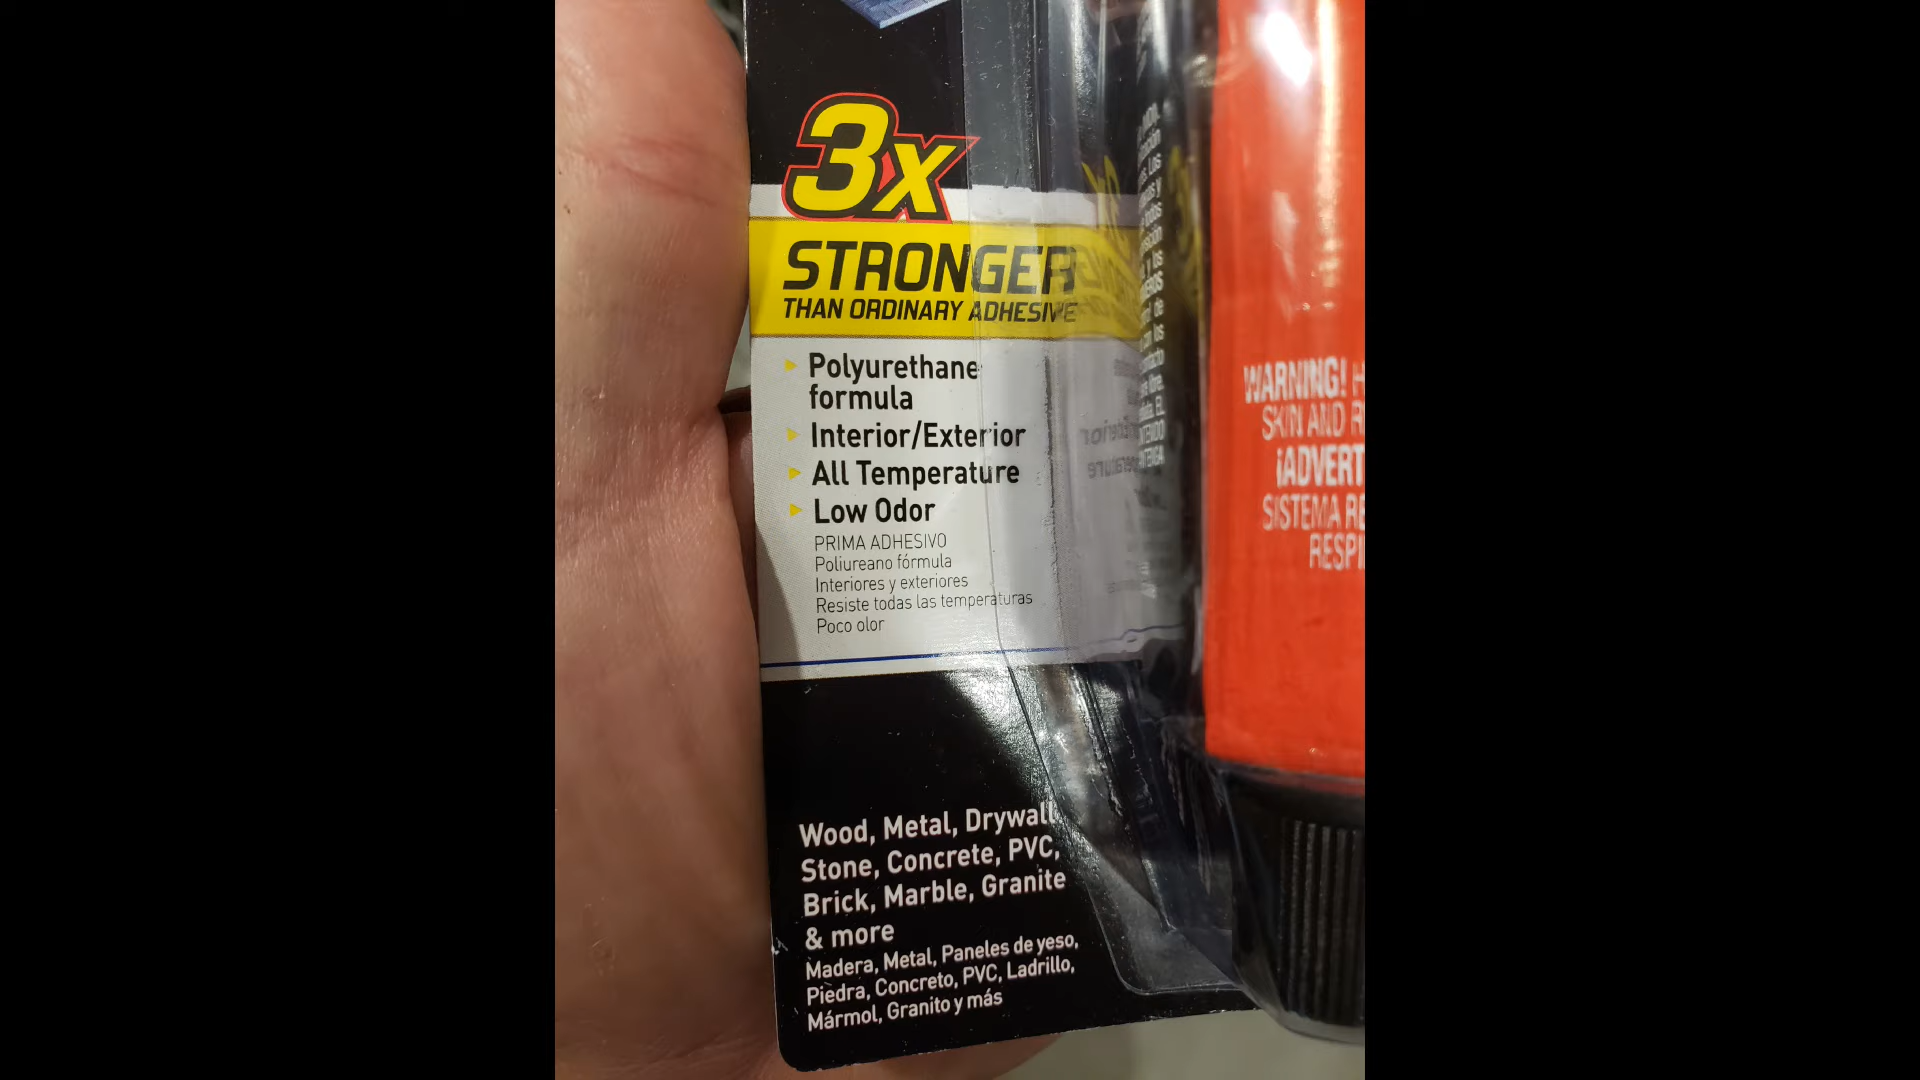 3x
STRONGER
THAN ORDINARY ADHESIVE
Polyurethane
formula
Interior/Exterior
All Temperature
Low Odor
PRIMA ADHESIVO
Poliureano fórmula
Interiores y exteriores
Resiste todas las temperaturas
Poco olor
Wood, Metal, Drywall
Stone, Concrete, PVC,
Brick, Marble, Granite
& more
Madera, Metal, Paneles de yeso,
Piedra, Concreto, PVC, Ladrillo,
Mármol, Granito y más
WARNING!
SKIN AND
¡ADVERT
SISTEMA RE
RESPI